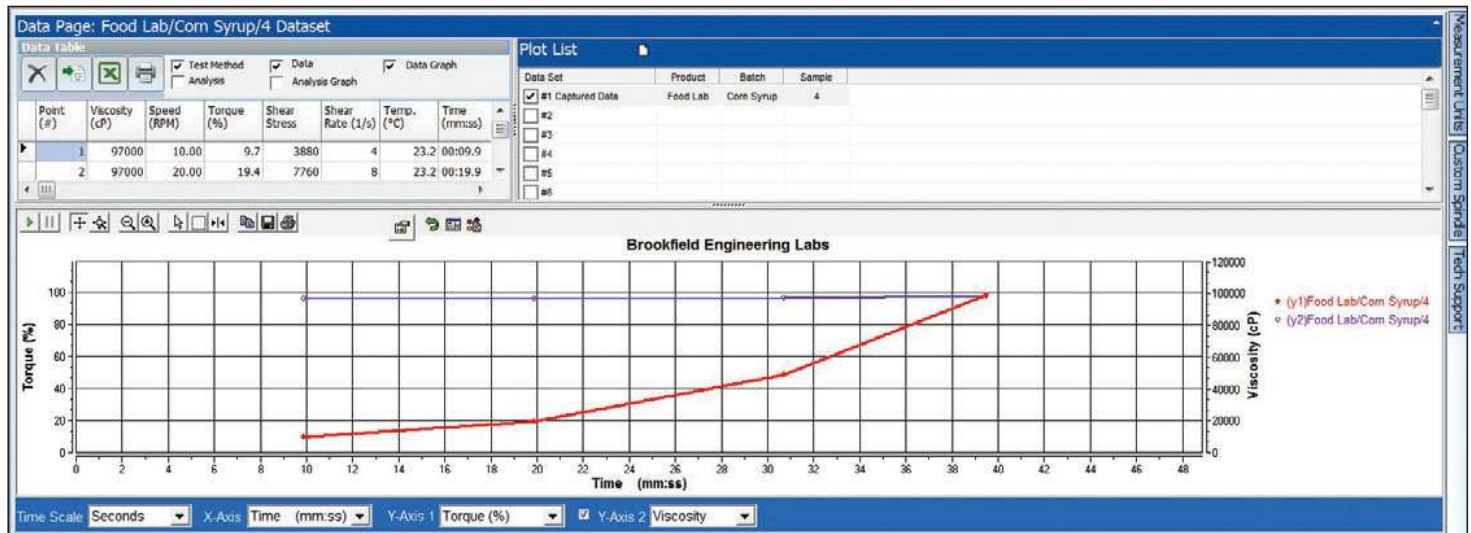 Data Page: Food Lab/Corn Syrup/4 Dataset
Data Table
Test Method Data Data Graph
Analysis Analysis Graph
Point (#) Viscosity (cP) Speed (RPM) Torque (%) Shear Stress Shear Rate (1/s) Temp. (°C) Time (mm:ss)
1 97000 10.00 9.7 3880 4 23.2 00:09.9
2 97000 20.00 19.4 7760 8 23.2 00:19.9
Plot List
Data Set Product Batch Sample
#1 Captured Data Food Lab Corn Syrup 4
#2
#3
#4
#5
#6
Measurement Units
Custom Spindle
Tech Support
Brookfield Engineering Labs
Torque (%)
100
80
60
40
20
0
120000
100000
80000
60000
40000
20000
0
Viscosity (cP)
(y1)Food Lab/Corn Syrup/4
(y2)Food Lab/Corn Syrup/4
0 2 4 6 8 10 12 14 16 18 20 22 24 26 28 30 32 34 36 38 40 42 44 46 48
Time (mm:ss)
Time Scale Seconds X-Axis Time (mm:ss) Y-Axis 1 Torque (%) Y-Axis 2 Viscosity